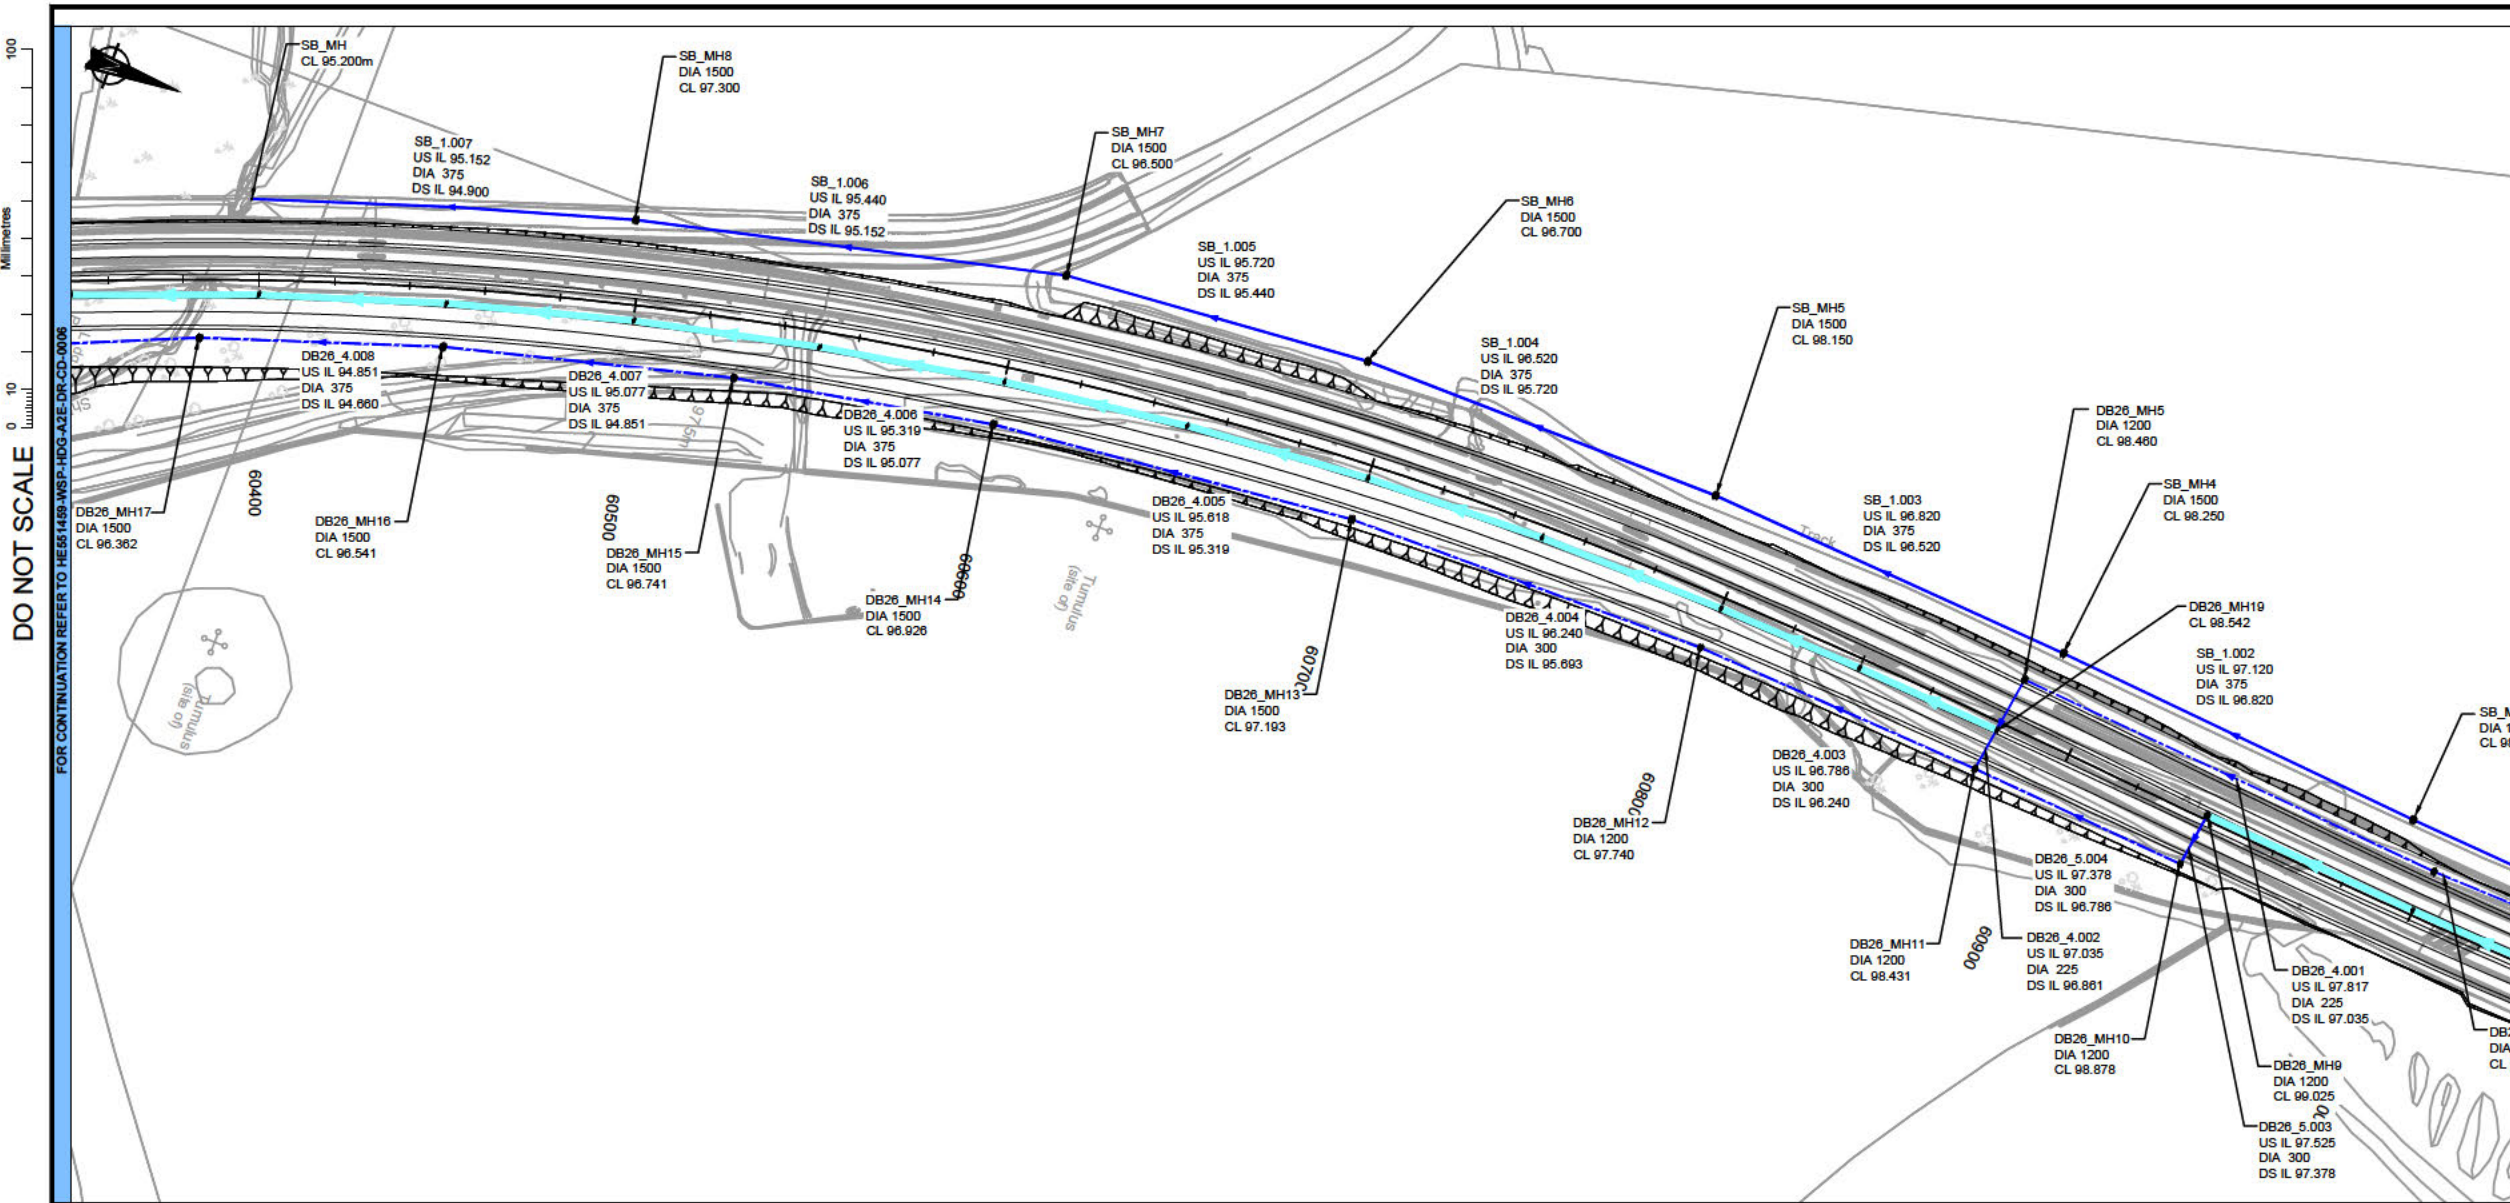 100
Millimetres
10
0
DO NOT SCALE
FOR CONTINUATION REFER TO HE551459-WSP-HDG-A2E-DR-CD-0006
SB_MH
CL 95.200m
SB_MH8
DIA 1500
CL 97.300
SB_1.007
US IL 95.152
DIA 375
DS IL 94.900
SB_MH7
DIA 1500
CL 96.500
SB_1.006
US IL 95.440
DIA 375
DS IL 95.152
SB_MH6
DIA 1500
CL 96.700
SB_1.005
US IL 95.720
DIA 375
DS IL 95.440
SB_MH5
DIA 1500
CL 98.150
SB_1.004
US IL 96.520
DIA 375
DS IL 95.720
DB26_MH5
DIA 1200
CL 98.460
SB_MH4
DIA 1500
CL 98.250
SB_1.003
US IL 96.820
DIA 375
DS IL 96.520
Track
DB26_MH19
CL 98.542
SB_1.002
US IL 97.120
DIA 375
DS IL 96.820
DB26_4.008
US IL 94.851
DIA 375
DS IL 94.660
DB26_4.007
US IL 95.077
DIA 375
DS IL 94.851
97.5m
DB26_4.006
US IL 95.319
DIA 375
DS IL 95.077
DB26_4.005
US IL 95.618
DIA 375
DS IL 95.319
60400
60500
60600
60700
60800
60900
DB26_MH17
DIA 1500
CL 96.362
DB26_MH16
DIA 1500
CL 96.541
DB26_MH15
DIA 1500
CL 96.741
DB26_MH14
DIA 1500
CL 96.926
Tumulus
(site of)
Tumulus
(site of)
DB26_4.004
US IL 96.240
DIA 300
DS IL 95.693
DB26_MH13
DIA 1500
CL 97.193
DB26_4.003
US IL 96.786
DIA 300
DS IL 96.240
DB26_MH12
DIA 1200
CL 97.740
DB26_5.004
US IL 97.378
DIA 300
DS IL 96.786
DB26_MH11
DIA 1200
CL 98.431
DB26_4.002
US IL 97.035
DIA 225
DS IL 96.861
DB26_4.001
US IL 97.817
DIA 225
DS IL 97.035
DB26_MH10
DIA 1200
CL 98.878
DB26_MH9
DIA 1200
CL 99.025
DB26_5.003
US IL 97.525
DIA 300
DS IL 97.378